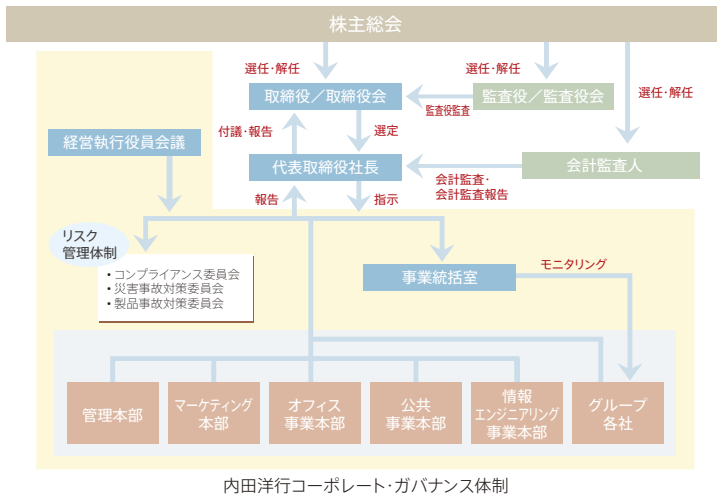 株主総会
選任・解任
選任・解任
選任・解任
取締役／取締役会
監査役／監査役会
監査役監査
付議・報告
選定
経営執行役員会議
代表取締役社長
会計監査人
会計監査・
会計監査報告
報告
指示
リスク
管理体制
・コンプライアンス委員会
・災害事故対策委員会
・製品事故対策委員会
事業統括室
モニタリング
管理本部
マーケティング
本部
オフィス
事業本部
公共
事業本部
情報
エンジニアリング
事業本部
グループ
各社
内田洋行コーポレート・ガバナンス体制